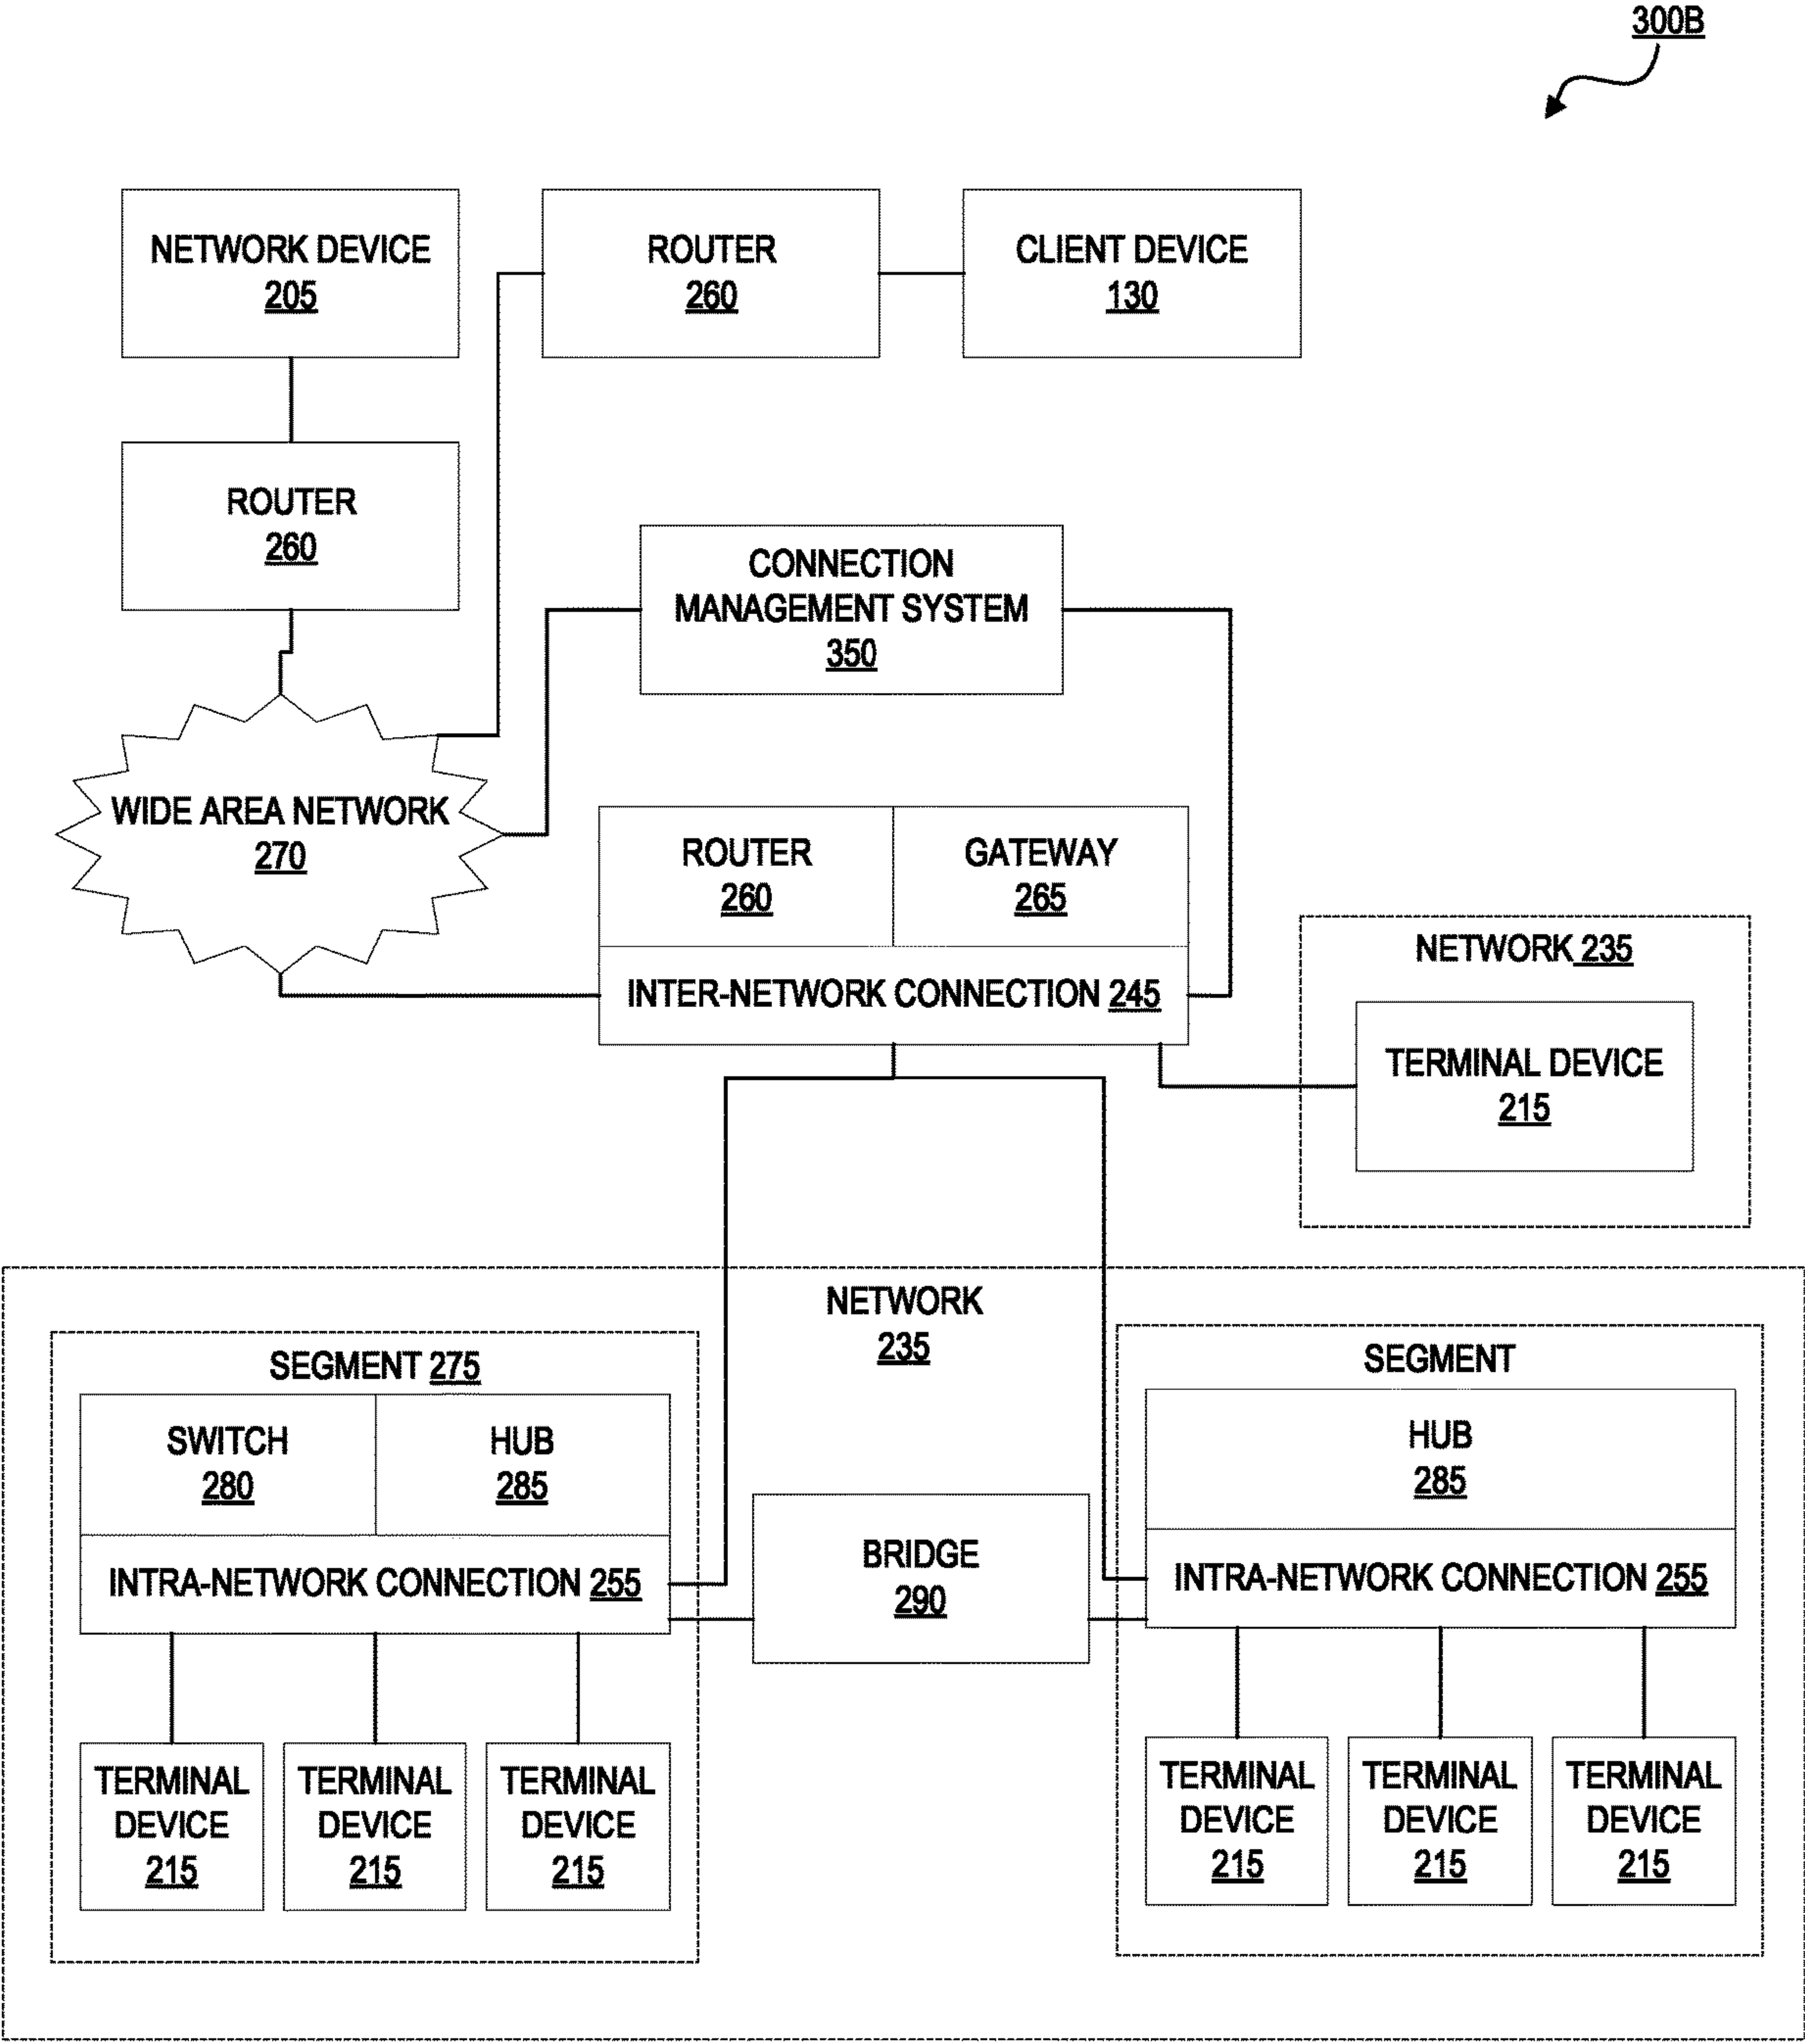 300B
NETWORK DEVICE
205
ROUTER
260
CLIENT DEVICE
130
ROUTER
260
CONNECTION
MANAGEMENT SYSTEM
350
WIDE AREA NETWORK
270
ROUTER
260
GATEWAY
265
INTER-NETWORK CONNECTION 245
NETWORK 235
TERMINAL DEVICE
215
NETWORK
235
SEGMENT 275
SWITCH
280
HUB
285
INTRA-NETWORK CONNECTION 255
TERMINAL
DEVICE
215
TERMINAL
DEVICE
215
TERMINAL
DEVICE
215
BRIDGE
290
SEGMENT
HUB
285
INTRA-NETWORK CONNECTION 255
TERMINAL
DEVICE
215
TERMINAL
DEVICE
215
TERMINAL
DEVICE
215